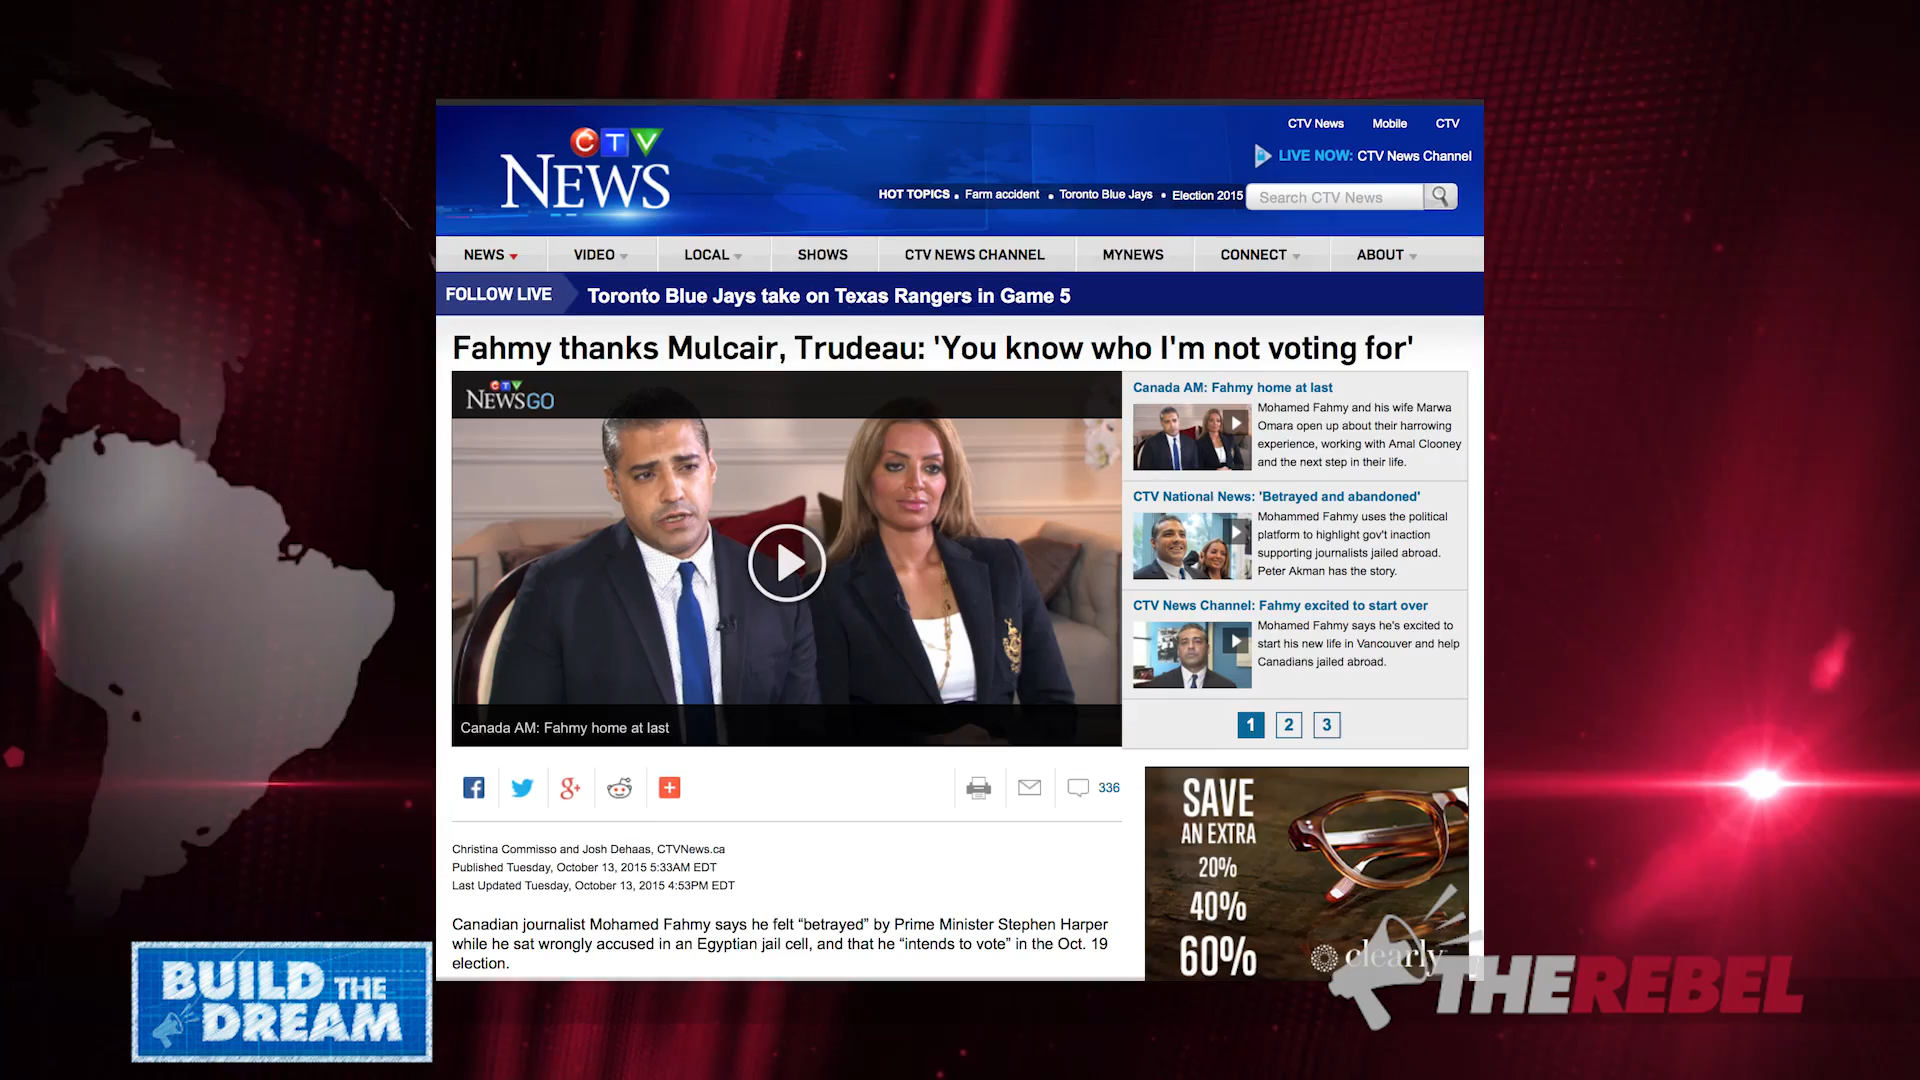 CTV News Mobile CTV
CTV
NEWS
LIVE NOW: CTV News Channel
HOT TOPICS • Farm accident • Toronto Blue Jays • Election 2015
Search CTV News
NEWS VIDEO LOCAL SHOWS CTV NEWS CHANNEL MYNEWS CONNECT ABOUT
FOLLOW LIVE Toronto Blue Jays take on Texas Rangers in Game 5
Fahmy thanks Mulcair, Trudeau: 'You know who I'm not voting for'
CTV
NEWSGO
Canada AM: Fahmy home at last
Canada AM: Fahmy home at last
Mohamed Fahmy and his wife Marwa
Omara open up about their harrowing
experience, working with Amal Clooney
and the next step in their life.
CTV National News: 'Betrayed and abandoned'
Mohammed Fahmy uses the political
platform to highlight gov't inaction
supporting journalists jailed abroad.
Peter Akman has the story.
CTV News Channel: Fahmy excited to start over
Mohamed Fahmy says he's excited to
start his new life in Vancouver and help
Canadians jailed abroad.
1 2 3
336
Christina Commisso and Josh Dehaas, CTVNews.ca
Published Tuesday, October 13, 2015 5:33AM EDT
Last Updated Tuesday, October 13, 2015 4:53PM EDT
Canadian journalist Mohamed Fahmy says he felt “betrayed” by Prime Minister Stephen Harper
while he sat wrongly accused in an Egyptian jail cell, and that he “intends to vote” in the Oct. 19
election.
SAVE
AN EXTRA
20%
40%
60%
clearly
BUILD THE
DREAM
THEREBEL